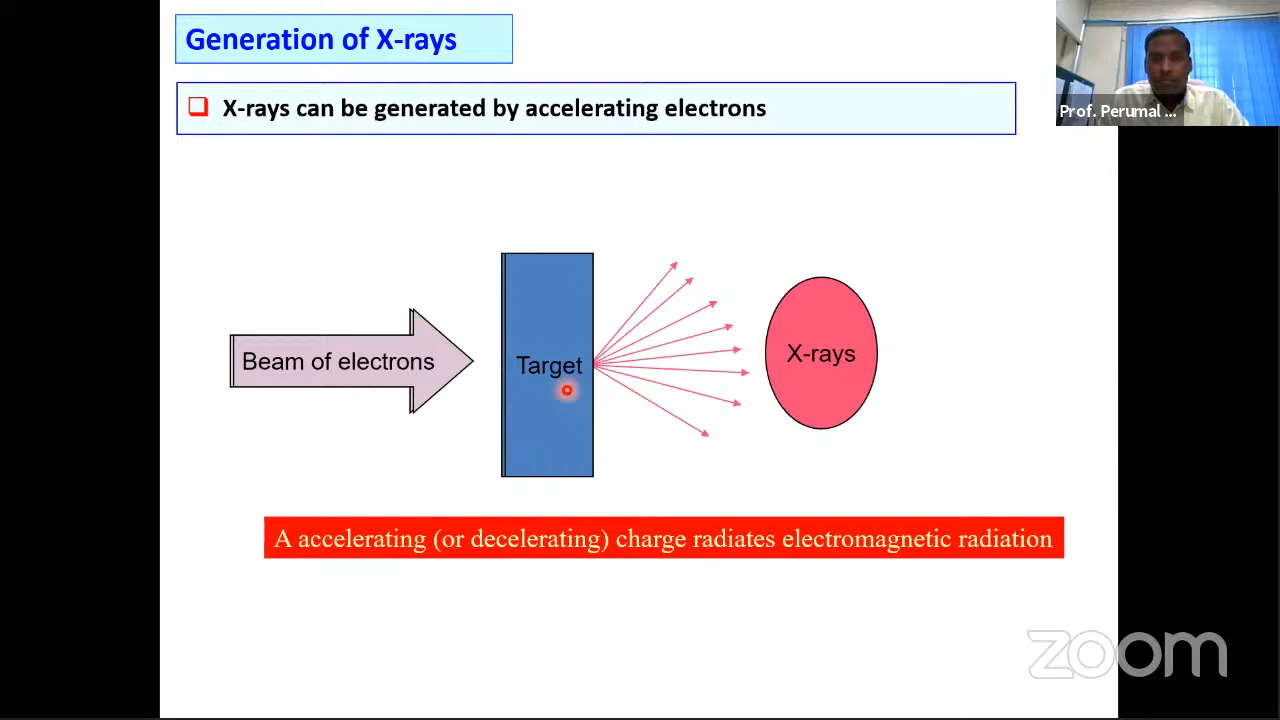 Generation of X-rays
X-rays can be generated by accelerating electrons
Prof. Perumal ...
Beam of electrons
Target
X-rays
A accelerating (or decelerating) charge radiates electromagnetic radiation
zoom